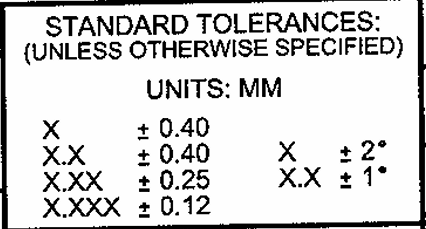 STANDARD TOLERANCES:
(UNLESS OTHERWISE SPECIFIED)
UNITS: MM
X ± 0.40
X.X ± 0.40 X ± 2°
X.XX ± 0.25 X.X ± 1°
X.XXX ± 0.12